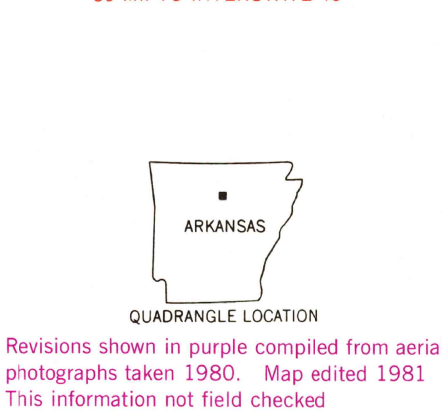 ARKANSAS
QUADRANGLE LOCATION
Revisions shown in purple compiled from aeria
photographs taken 1980. Map edited 1981
This information not field checked